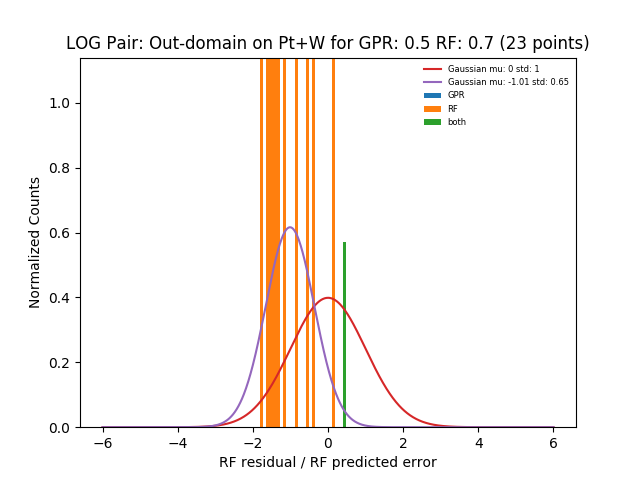 LOG Pair: Out-domain on Pt+W for GPR: 0.5 RF: 0.7 (23 points)
Gaussian mu: 0 std: 1
Gaussian mu: -1.01 std: 0.65
GPR
RF
both
Normalized Counts
1.0
0.8
0.6
0.4
0.2
0.0
−6 −4 −2 0 2 4 6
RF residual / RF predicted error